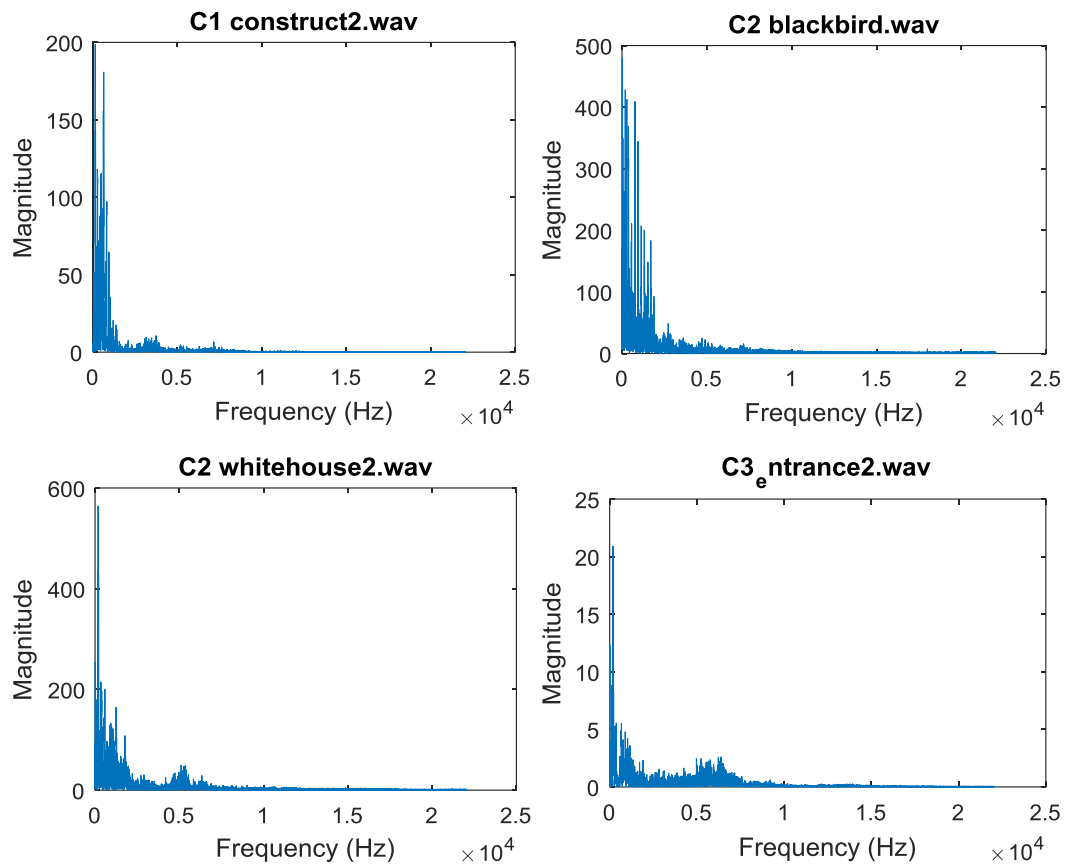 C1 construct2.wav
200
150
100
50
0
Magnitude
0 0.5 1 1.5 2 2.5
Frequency (Hz)
×10^4
C2 blackbird.wav
500
400
300
200
100
0
Magnitude
0 0.5 1 1.5 2 2.5
Frequency (Hz)
×10^4
C2 whitehouse2.wav
600
400
200
0
Magnitude
0 0.5 1 1.5 2 2.5
Frequency (Hz)
×10^4
C3_entrance2.wav
25
20
15
10
5
0
Magnitude
0 0.5 1 1.5 2 2.5
Frequency (Hz)
×10^4